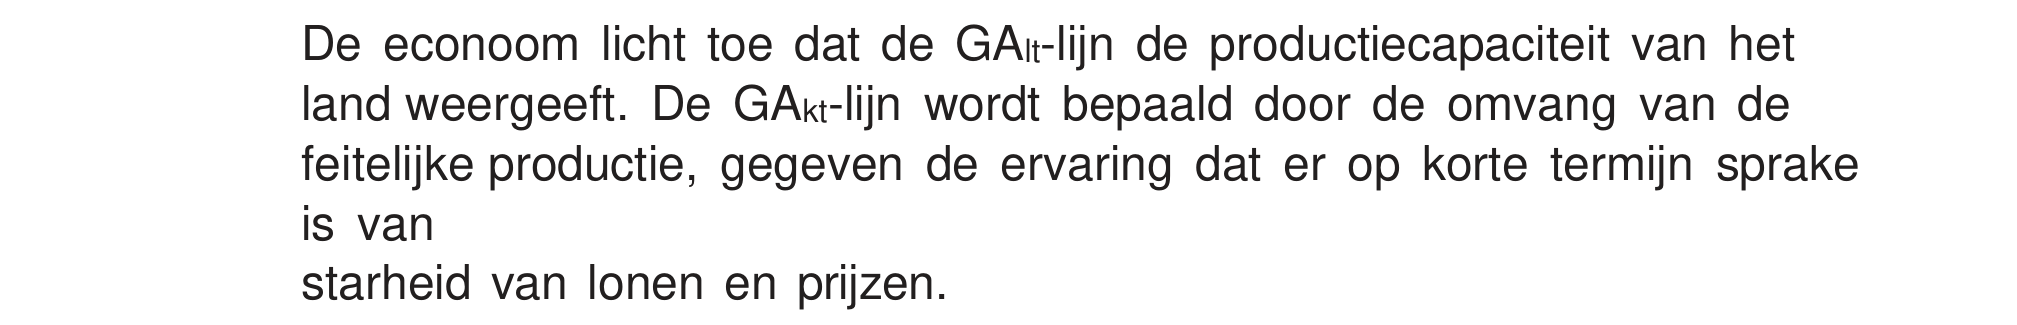 De econoom licht toe dat de GAlt-lijn de productiecapaciteit van het
land weergeeft. De GAkt-lijn wordt bepaald door de omvang van de
feitelijke productie, gegeven de ervaring dat er op korte termijn sprake
is van
starheid van lonen en prijzen.